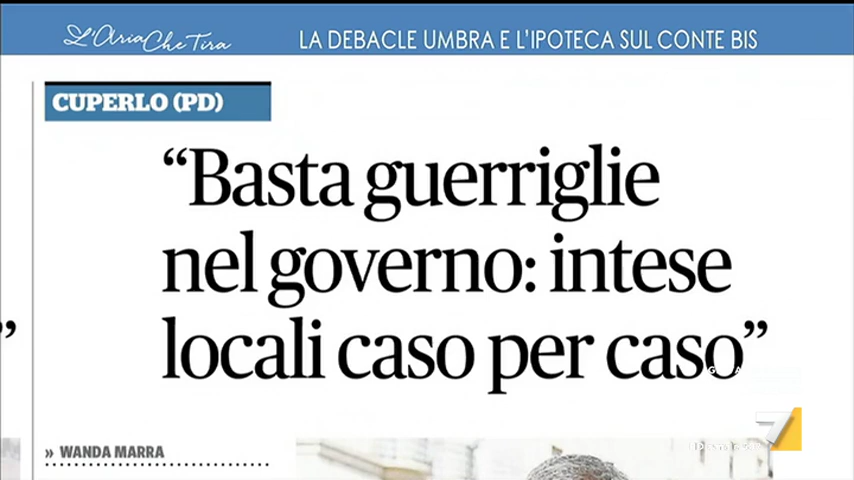 L'Aria Che Tira
LA DEBACLE UMBRA E L'IPOTECA SUL CONTE BIS
CUPERLO (PD)
“Basta guerriglie
nel governo: intese
locali caso per caso”
”
» WANDA MARRA
7